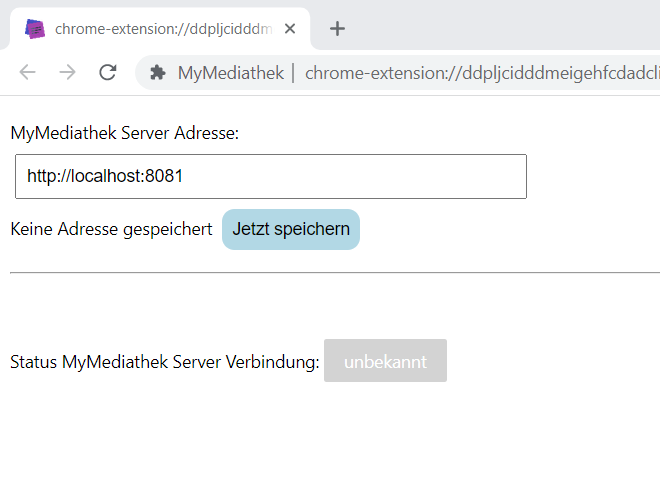 chrome-extension://ddpljcidddm
MyMediathek | chrome-extension://ddpljcidddmeigehfcdadcli
MyMediathek Server Adresse:
http://localhost:8081
Keine Adresse gespeichert Jetzt speichern
Status MyMediathek Server Verbindung: unbekannt